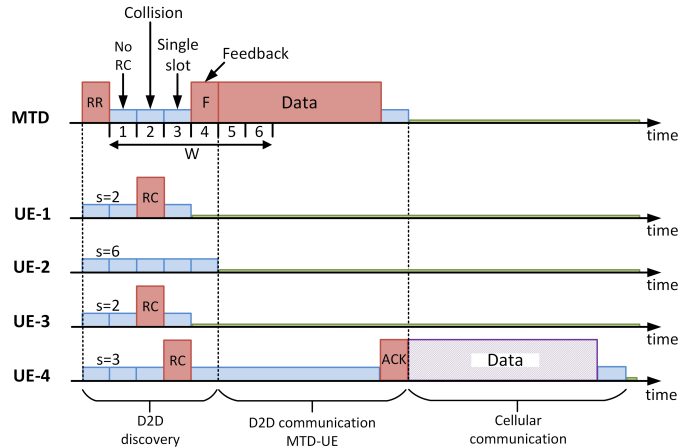 Collision
No
RC
Single
slot
Feedback
RR
F
Data
MTD
1 2 3 4 5 6
time
W
s=2
RC
UE-1
time
s=6
UE-2
time
s=2
RC
UE-3
time
s=3
RC
ACK
Data
UE-4
time
D2D
discovery
D2D communication
MTD-UE
Cellular
communication